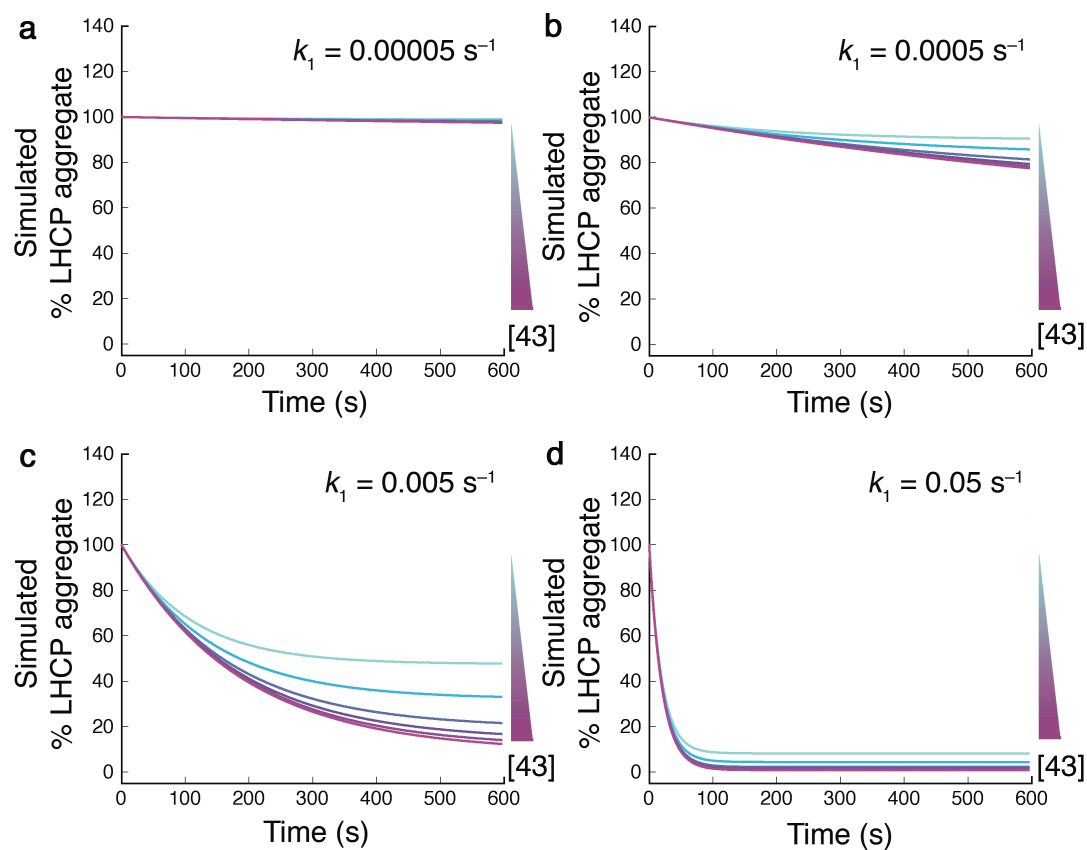 a
k1 = 0.00005 s–1
140
120
100
80
60
40
20
0
Simulated
% LHCP aggregate
0 100 200 300 400 500 600
Time (s)
[43]
b
k1 = 0.0005 s–1
140
120
100
80
60
40
20
0
Simulated
% LHCP aggregate
0 100 200 300 400 500 600
Time (s)
[43]
c
k1 = 0.005 s–1
140
120
100
80
60
40
20
0
Simulated
% LHCP aggregate
0 100 200 300 400 500 600
Time (s)
[43]
d
k1 = 0.05 s–1
140
120
100
80
60
40
20
0
Simulated
% LHCP aggregate
0 100 200 300 400 500 600
Time (s)
[43]